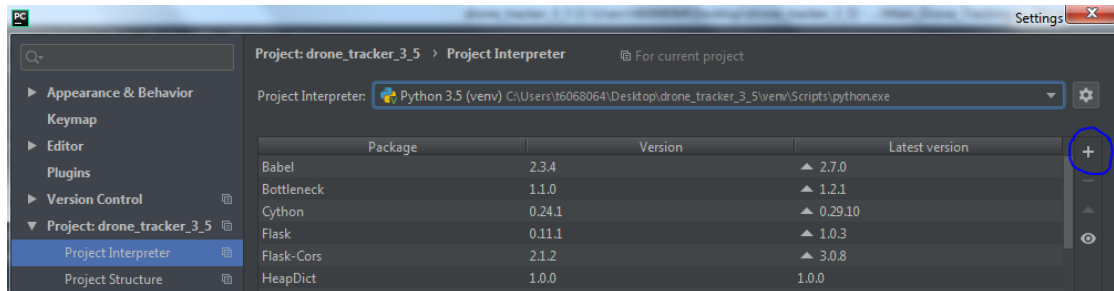 PC
Settings
Project: drone_tracker_3_5 › Project Interpreter For current project
Appearance & Behavior
Keymap
Editor
Plugins
Version Control
Project: drone_tracker_3_5
Project Interpreter
Project Structure
Project Interpreter: Python 3.5 (venv) C:\Users\t6068064\Desktop\drone_tracker_3_5\venv\Scripts\python.exe
Package Version Latest version
Babel 2.3.4 2.7.0
Bottleneck 1.1.0 1.2.1
Cython 0.24.1 0.29.10
Flask 0.11.1 1.0.3
Flask-Cors 2.1.2 3.0.8
HeapDict 1.0.0 1.0.0